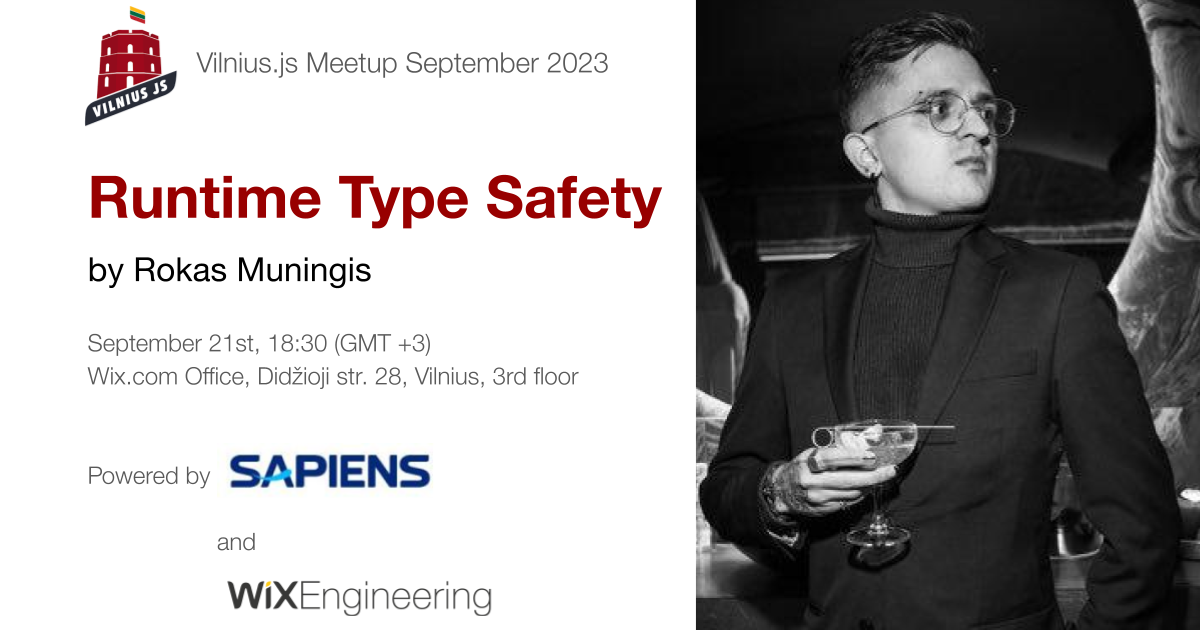 VILNIUS JS
Vilnius.js Meetup September 2023
Runtime Type Safety
by Rokas Muningis
September 21st, 18:30 (GMT +3)
Wix.com Office, Didžioji str. 28, Vilnius, 3rd floor
Powered by SAPIENS
and
WiXEngineering